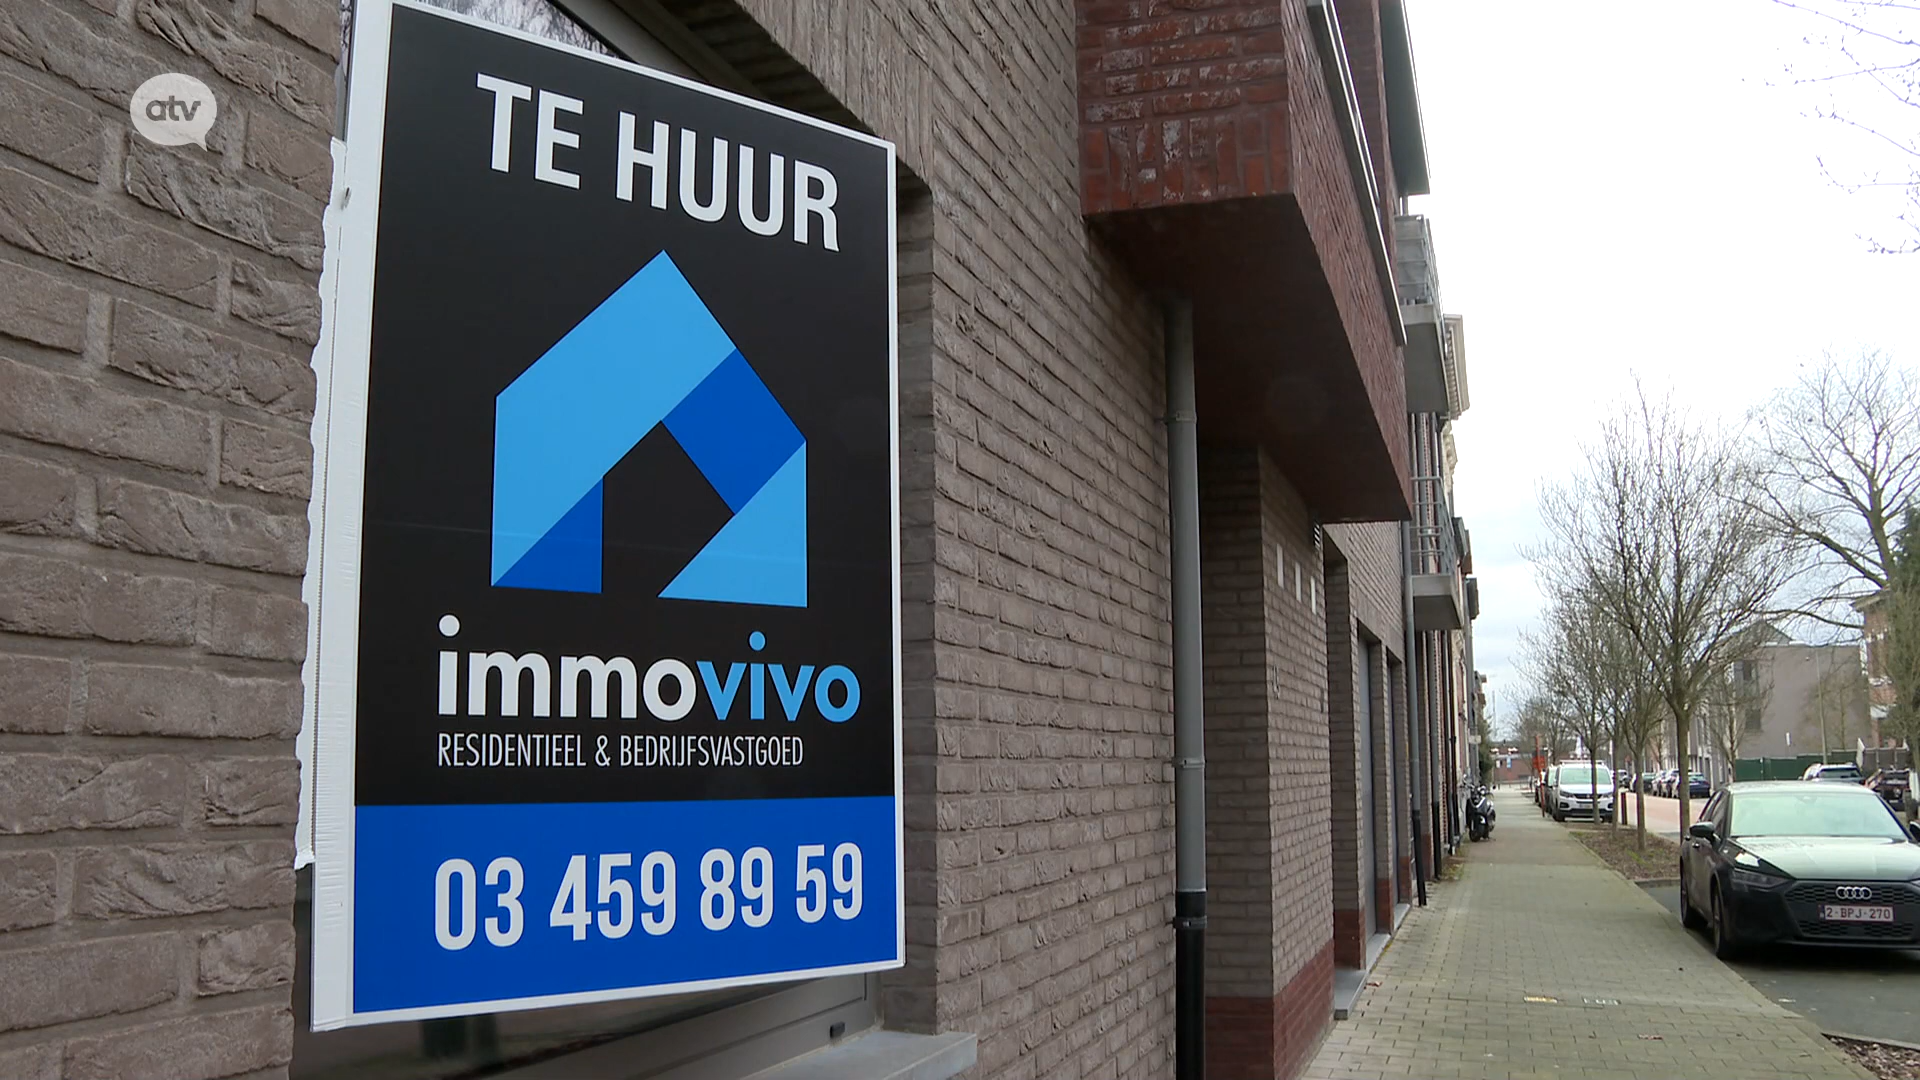 atv
TE HUUR
immovivo
RESIDENTIEEL & BEDRIJFSVASTGOED
03 459 89 59
2-BPJ-270